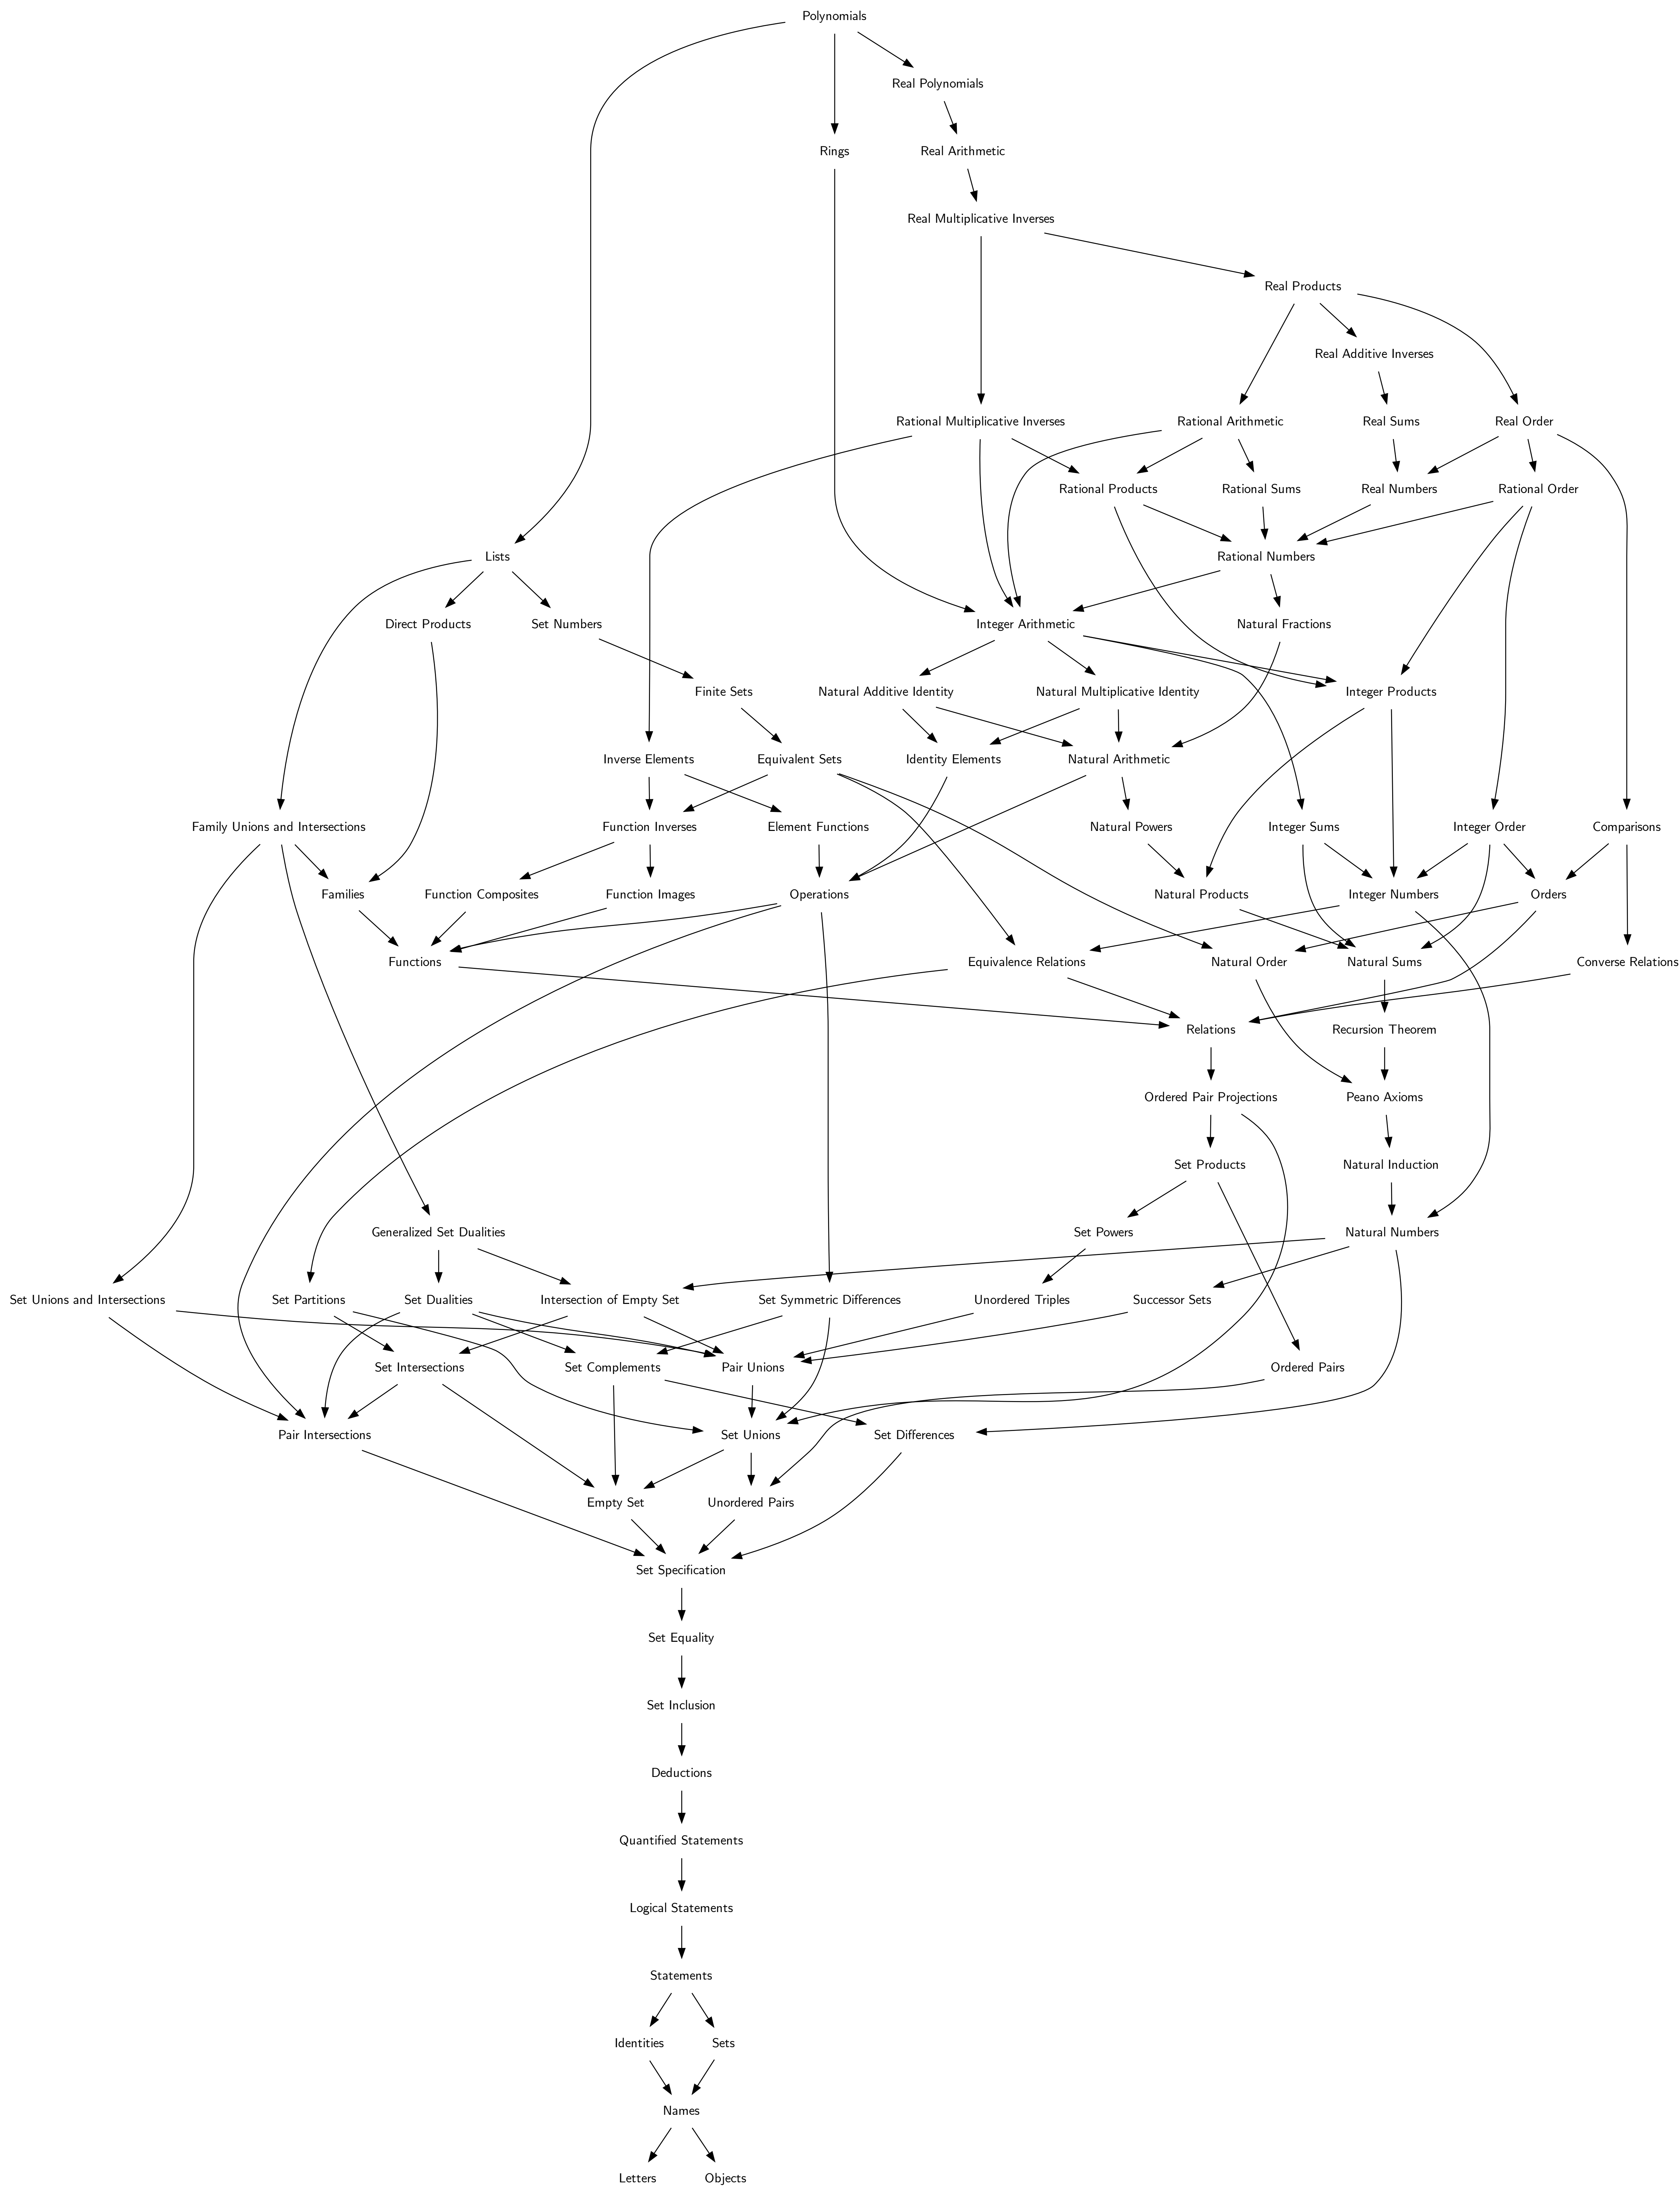 Polynomials
Real Polynomials
Rings
Real Arithmetic
Real Multiplicative Inverses
Real Products
Real Additive Inverses
Rational Multiplicative Inverses
Rational Arithmetic
Real Sums
Real Order
Rational Products
Rational Sums
Real Numbers
Rational Order
Lists
Rational Numbers
Direct Products
Set Numbers
Integer Arithmetic
Natural Fractions
Finite Sets
Natural Additive Identity
Natural Multiplicative Identity
Integer Products
Inverse Elements
Equivalent Sets
Identity Elements
Natural Arithmetic
Family Unions and Intersections
Function Inverses
Element Functions
Natural Powers
Integer Sums
Integer Order
Comparisons
Families
Function Composites
Function Images
Operations
Natural Products
Integer Numbers
Orders
Functions
Equivalence Relations
Natural Order
Natural Sums
Converse Relations
Relations
Recursion Theorem
Ordered Pair Projections
Peano Axioms
Set Products
Natural Induction
Generalized Set Dualities
Set Powers
Natural Numbers
Set Unions and Intersections
Set Partitions
Set Dualities
Intersection of Empty Set
Set Symmetric Differences
Unordered Triples
Successor Sets
Set Intersections
Set Complements
Pair Unions
Ordered Pairs
Pair Intersections
Set Unions
Set Differences
Empty Set
Unordered Pairs
Set Specification
Set Equality
Set Inclusion
Deductions
Quantified Statements
Logical Statements
Statements
Identities
Sets
Names
Letters
Objects